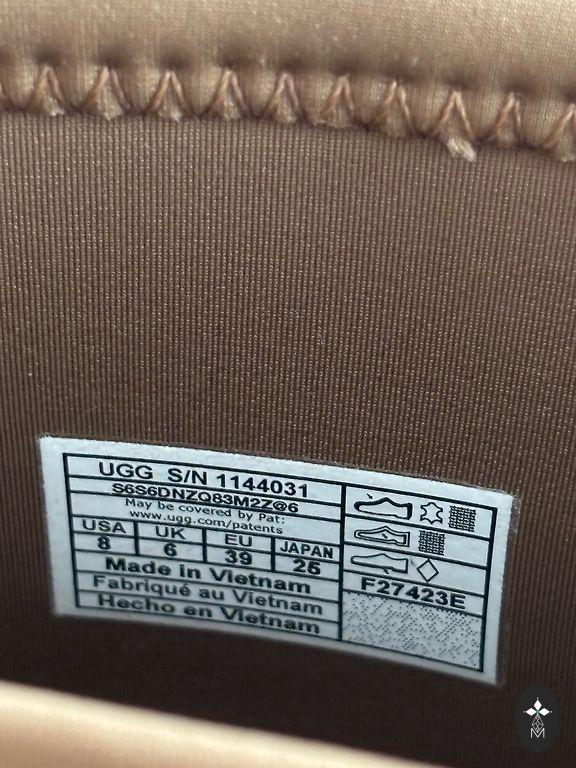 UGG S/N 1144031
S6S6DNZQ83M2Z@6
May be covered by Pat:
www.ugg.com/patents
USA UK EU JAPAN
8 6 39 25
Made in Vietnam
Fabriqué au Vietnam
Hecho en Vietnam
F27423E
M